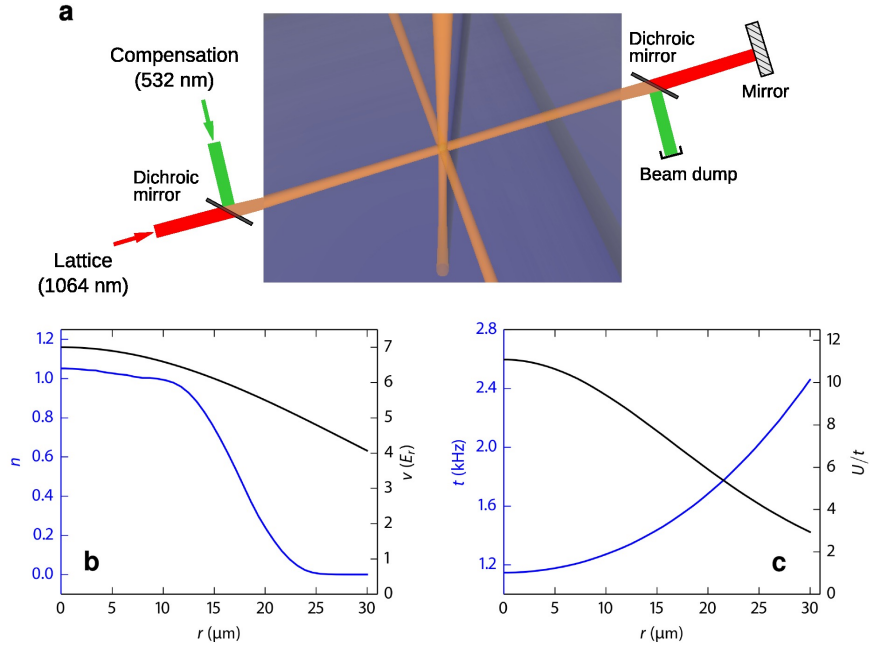 a
Compensation
(532 nm)
Dichroic
mirror
Mirror
Dichroic
mirror
Beam dump
Lattice
(1064 nm)
1.2
1.0
0.8
0.6
0.4
0.2
0.0
n
7
6
5
4
3
2
1
0
v (Er)
b
0 5 10 15 20 25 30
r (μm)
2.8
2.4
2.0
1.6
1.2
t (kHz)
12
10
8
6
4
2
0
U/t
c
0 5 10 15 20 25 30
r (μm)